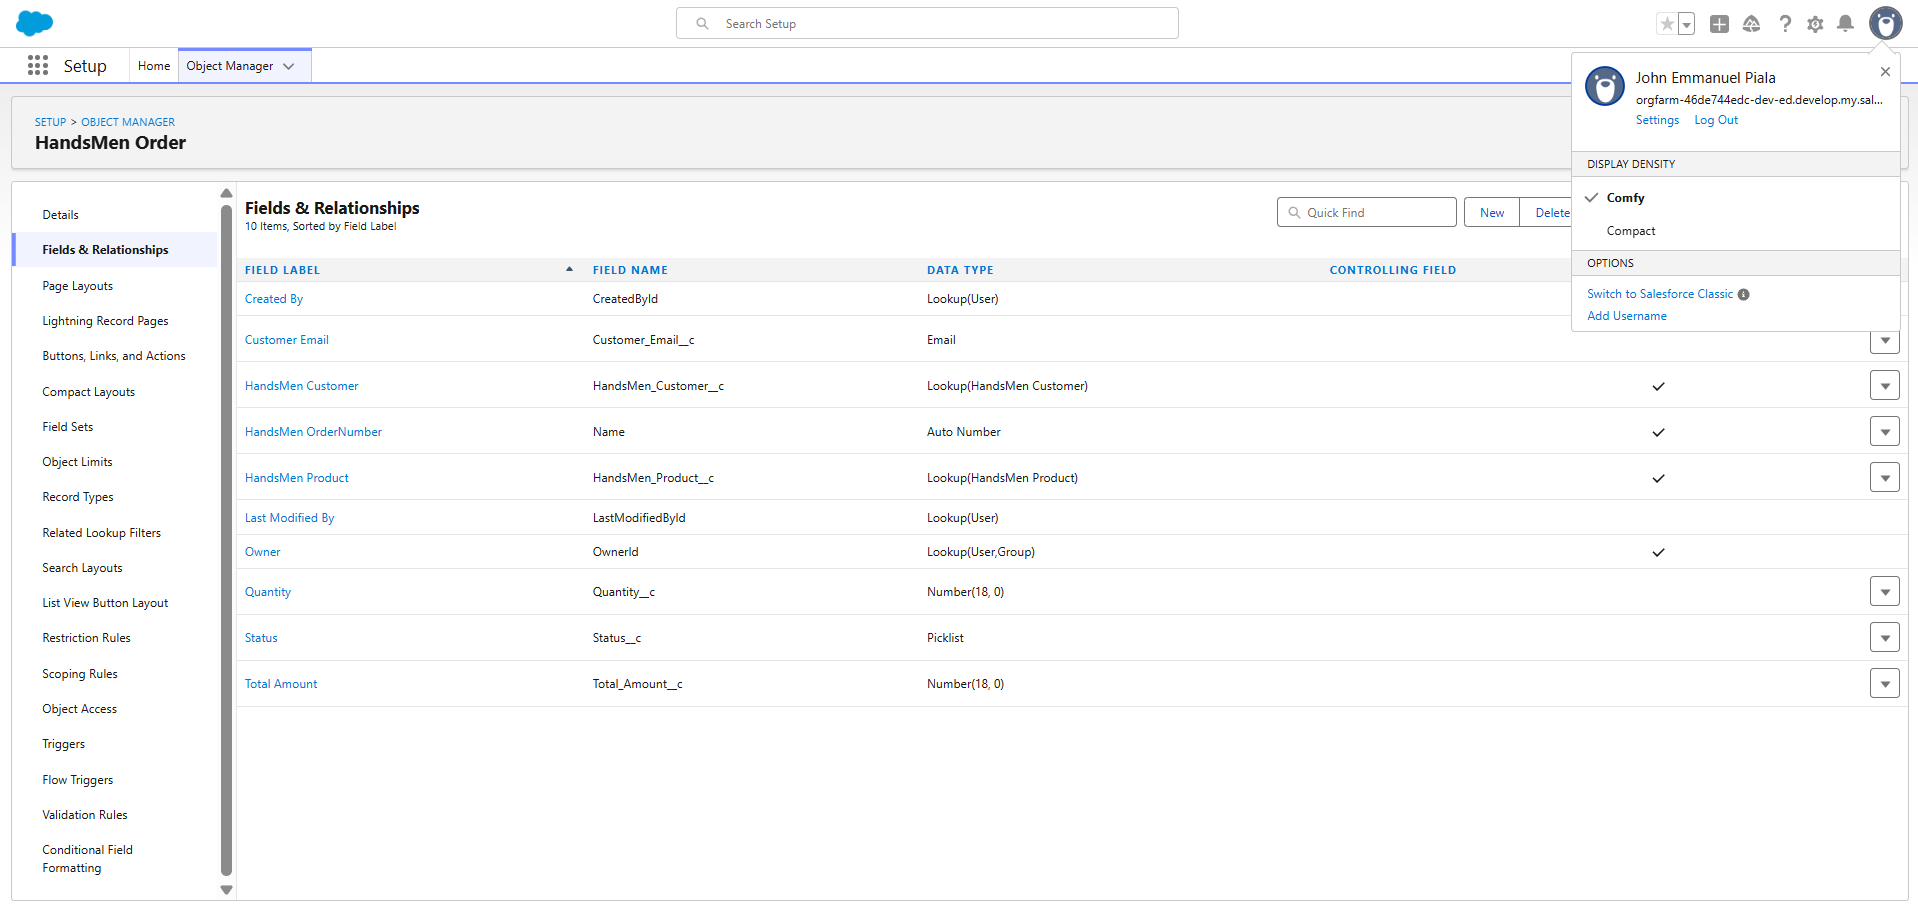 Search Setup
Setup
Home
Object Manager
John Emmanuel Piala
orgfarm-46de744edc-dev-ed.develop.my.sal...
Settings Log Out
DISPLAY DENSITY
Comfy
Compact
OPTIONS
Switch to Salesforce Classic
Add Username
SETUP > OBJECT MANAGER
HandsMen Order
Details
Fields & Relationships
Page Layouts
Lightning Record Pages
Buttons, Links, and Actions
Compact Layouts
Field Sets
Object Limits
Record Types
Related Lookup Filters
Search Layouts
List View Button Layout
Restriction Rules
Scoping Rules
Object Access
Triggers
Flow Triggers
Validation Rules
Conditional Field
Formatting
Fields & Relationships
10 Items, Sorted by Field Label
Quick Find
New
Delete
FIELD LABEL FIELD NAME DATA TYPE CONTROLLING FIELD
Created By CreatedById Lookup(User)
Customer Email Customer_Email__c Email
HandsMen Customer HandsMen_Customer__c Lookup(HandsMen Customer)
HandsMen OrderNumber Name Auto Number
HandsMen Product HandsMen_Product__c Lookup(HandsMen Product)
Last Modified By LastModifiedById Lookup(User)
Owner OwnerId Lookup(User,Group)
Quantity Quantity__c Number(18, 0)
Status Status__c Picklist
Total Amount Total_Amount__c Number(18, 0)